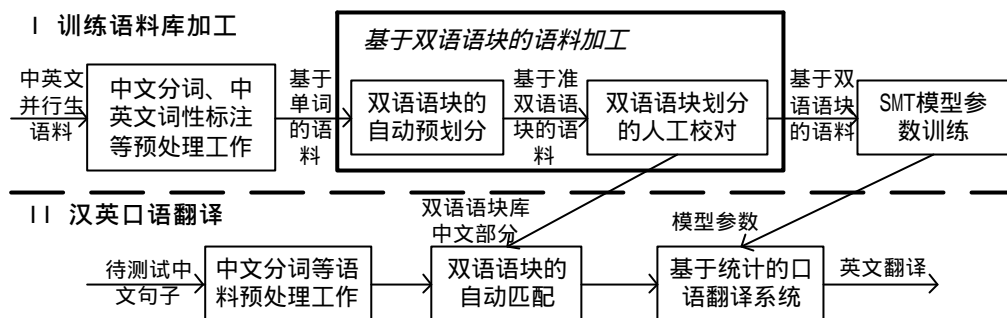 I 训练语料库加工
中英文
并行生
语料
中文分词、中
英文词性标注
等预处理工作
基于
单词
的语
料
基于双语语块的语料加工
双语语块的
自动预划分
基于准
双语语
块的语
料
双语语块划分
的人工校对
基于双
语语块
的语料
SMT模型参
数训练
II 汉英口语翻译
待测试中
文句子
中文分词等语
料预处理工作
双语语块库
中文部分
双语语块的
自动匹配
模型参数
基于统计的口
语翻译系统
英文翻译